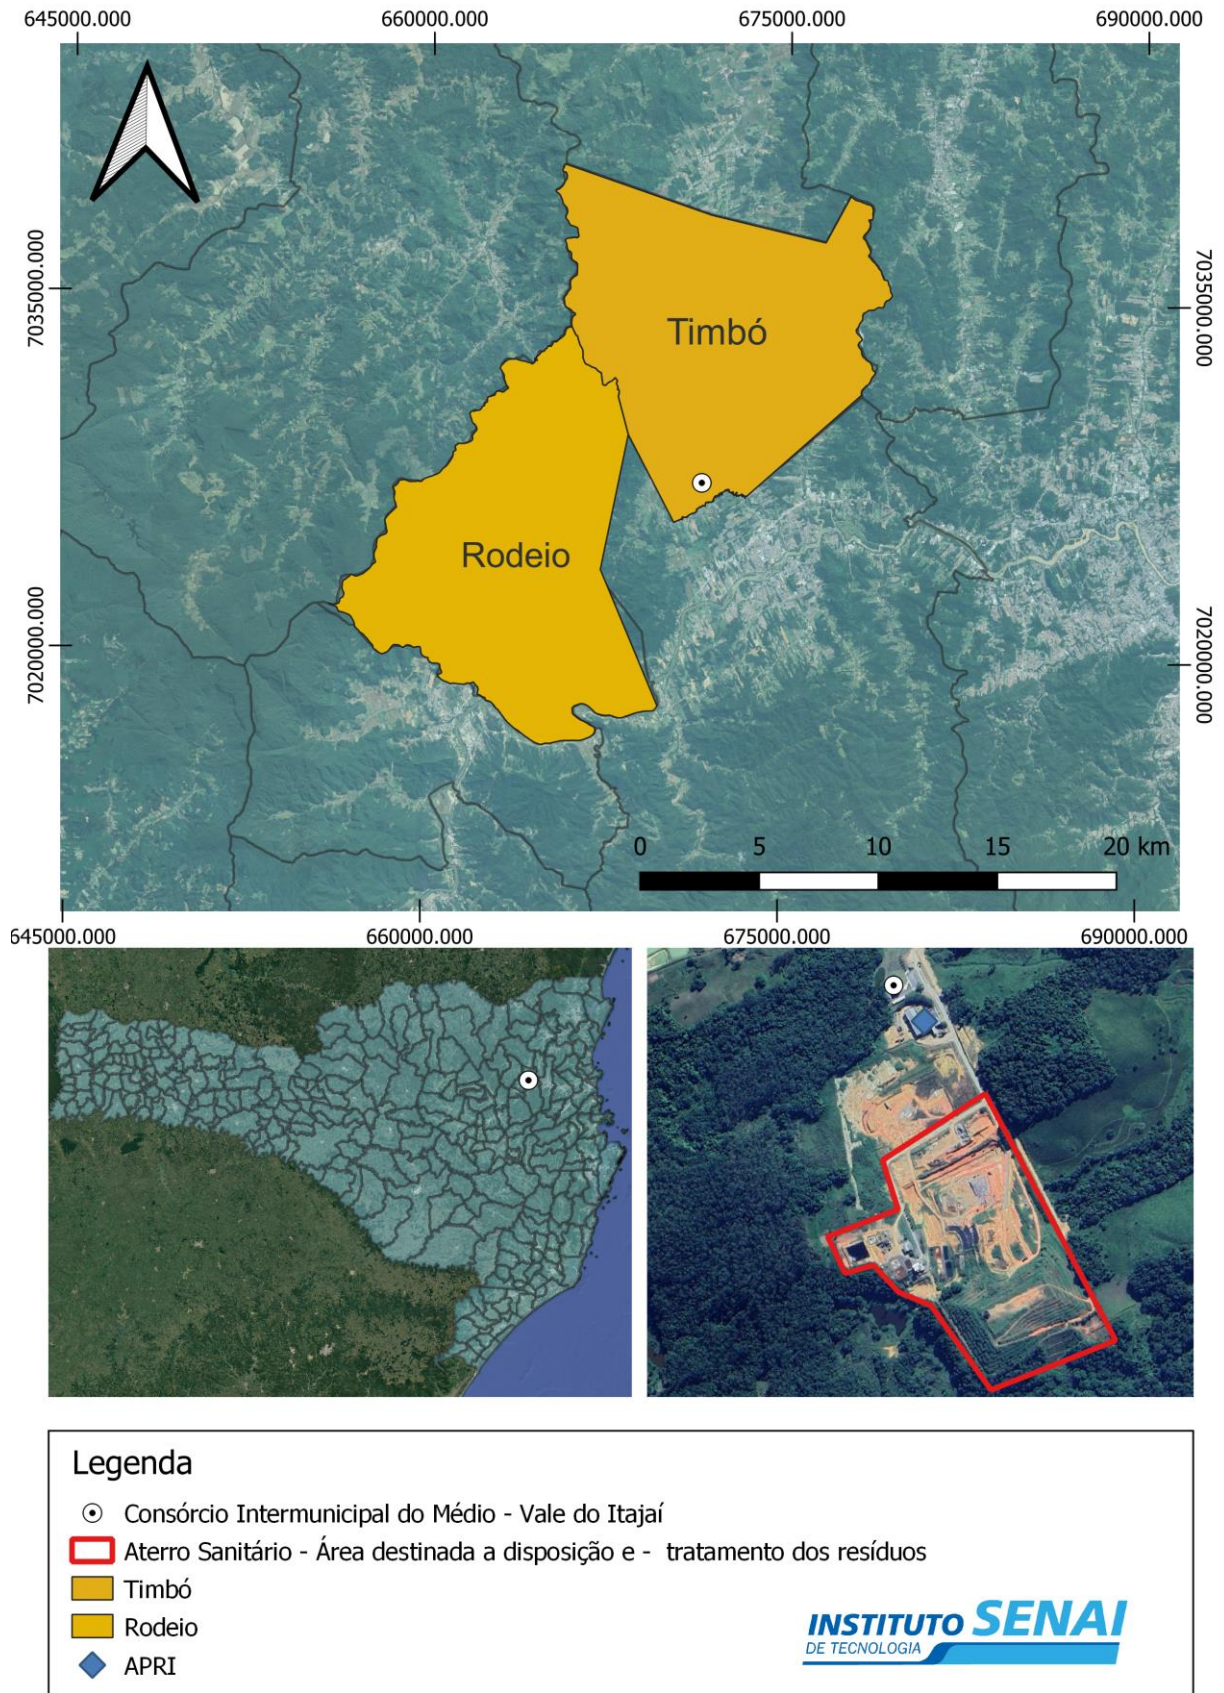 645000.000 660000.000 675000.000 690000.000
7035000.000
7035000.000
Timbó
Rodeio
7020000.000
7020000.000
0 5 10 15 20 km
645000.000 660000.000 675000.000 690000.000
Legenda
Consórcio Intermunicipal do Médio - Vale do Itajaí
Aterro Sanitário - Área destinada a disposição e - tratamento dos resíduos
Timbó
Rodeio
APRI
INSTITUTO SENAI
DE TECNOLOGIA